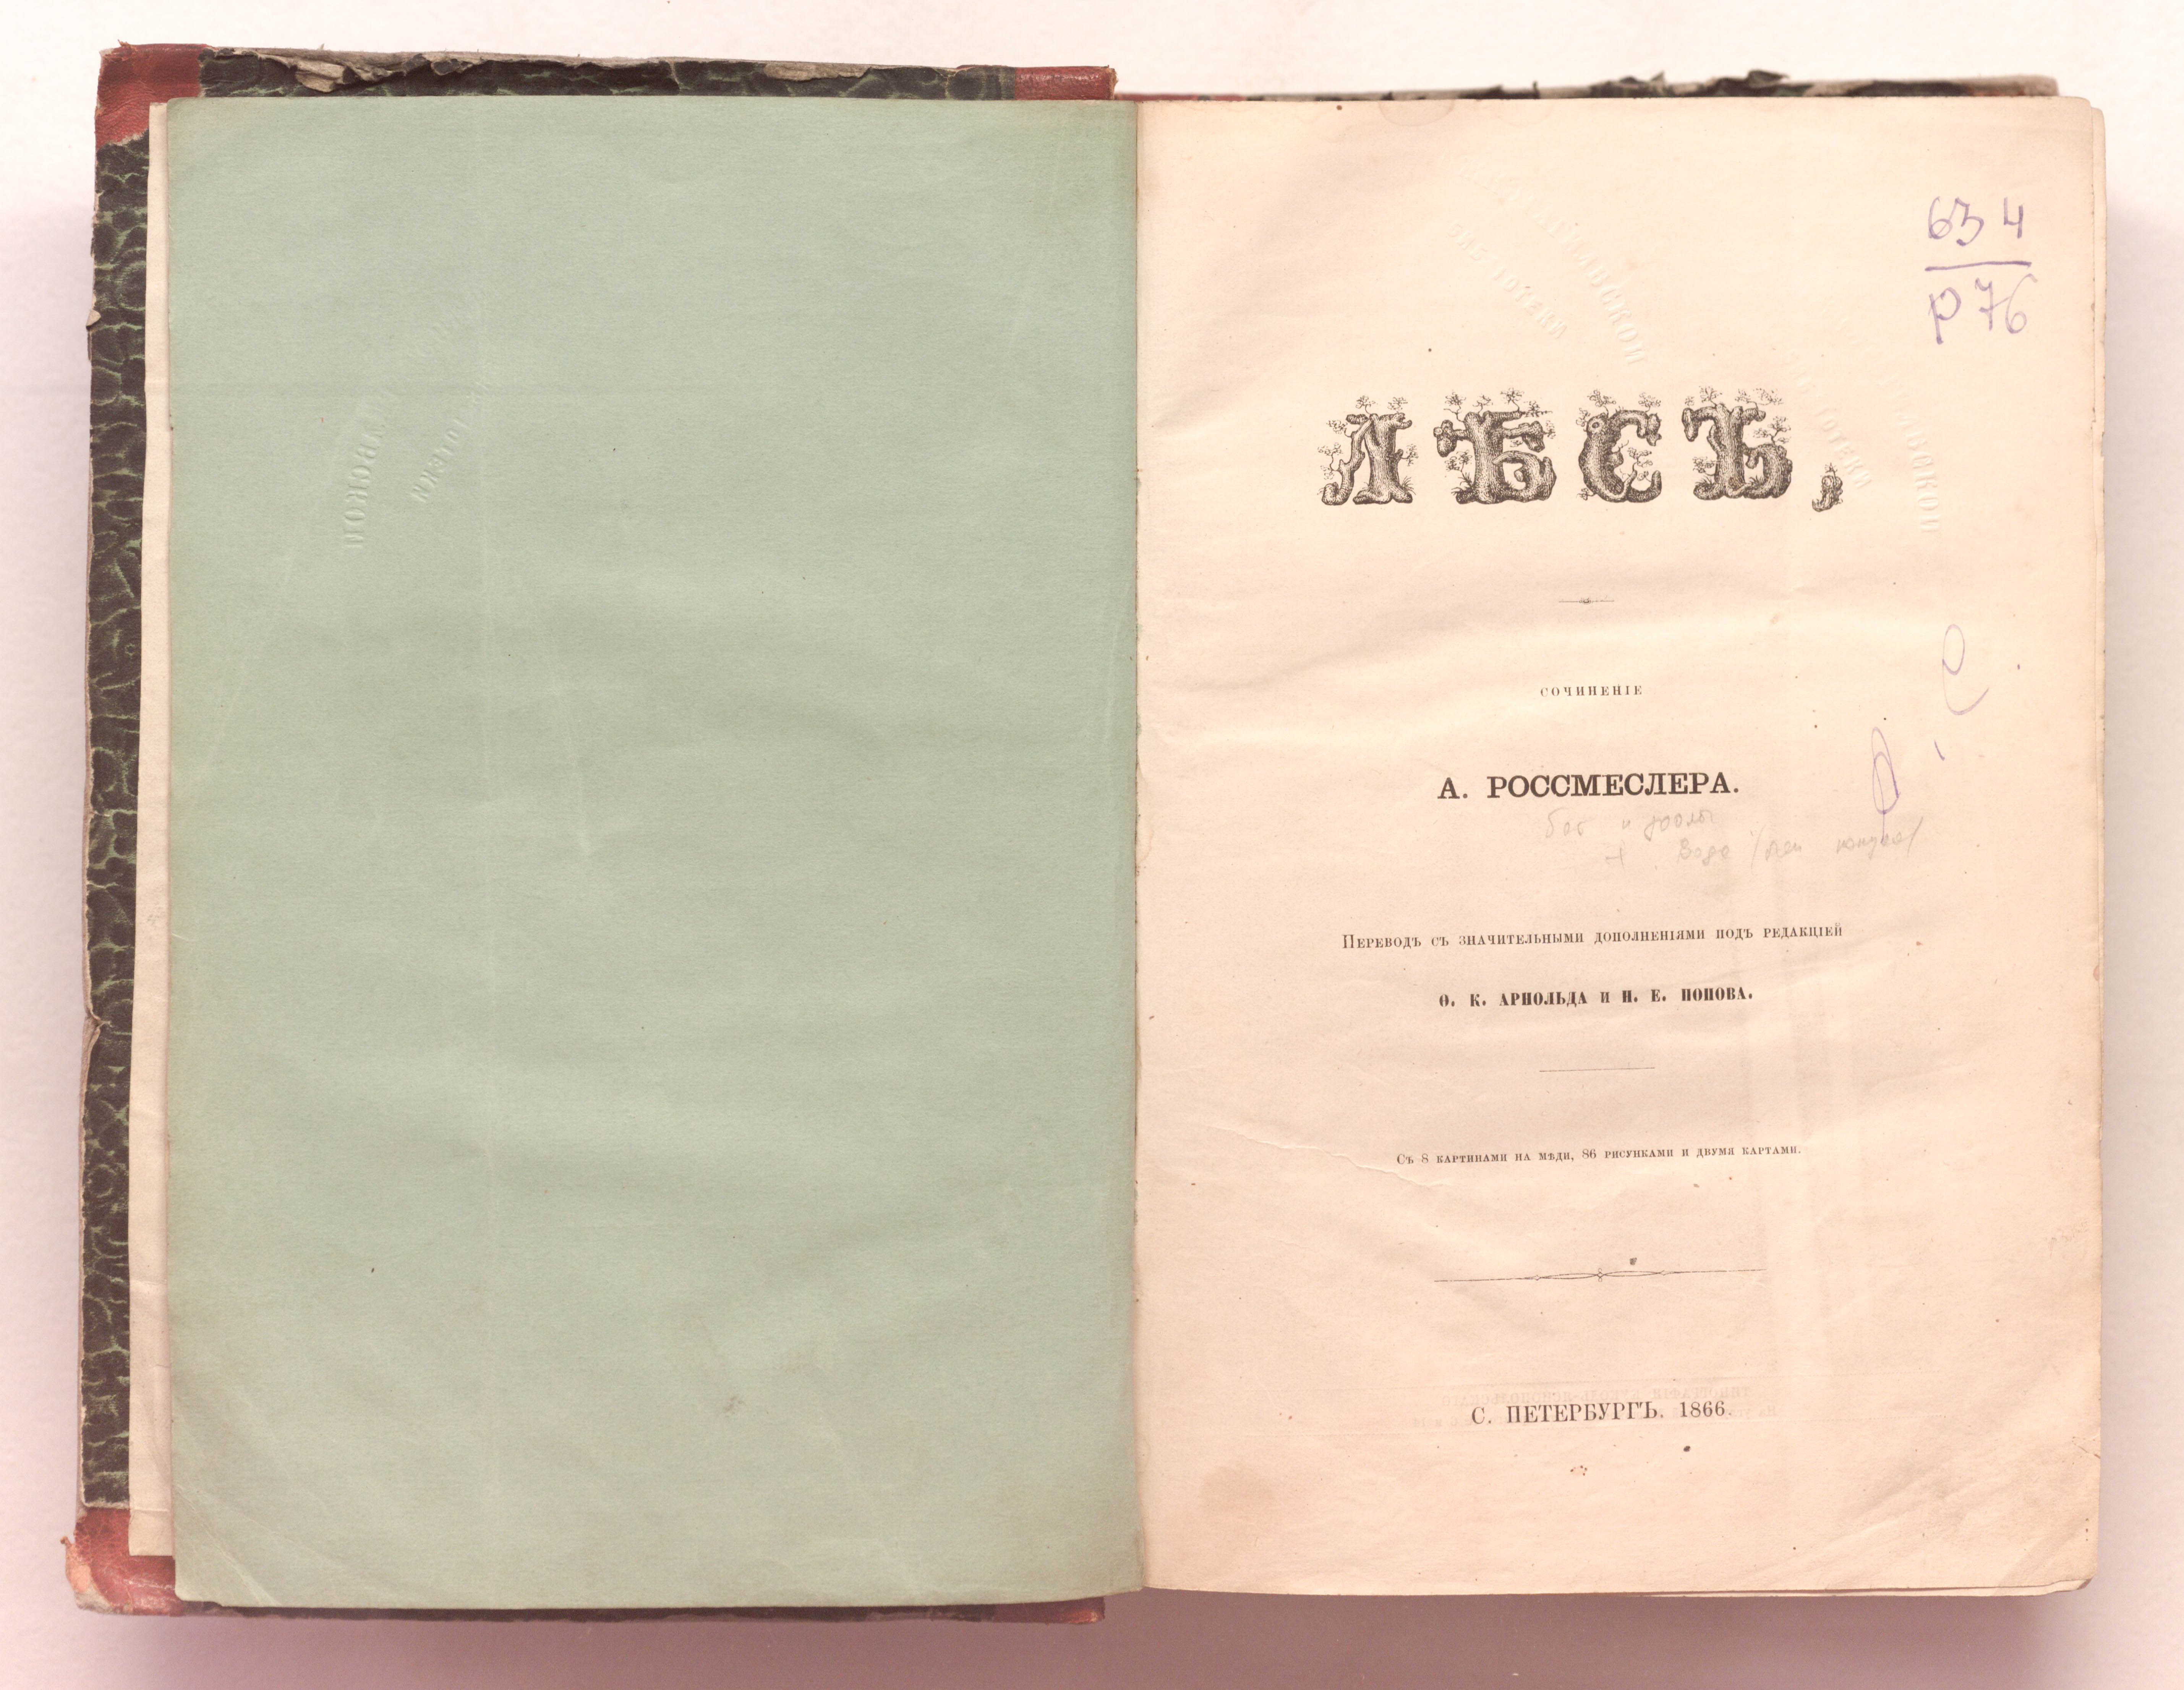 634
Р76
ЛѢСЪ,
СОЧИНЕНІЕ
А. РОССМЕСЛЕРА.
ПЕРЕВОДЪ СЪ ЗНАЧИТЕЛЬНЫМИ ДОПОЛНЕНІЯМИ ПОДЪ РЕДАКЦІЕЙ
Ѳ. К. АРНОЛЬДА И И. Е. ПОПОВА.
СЪ 8 КАРТИНАМИ НА МѢДИ, 86 РИСУНКАМИ И ДВУМЯ КАРТАМИ.
С. ПЕТЕРБУРГЪ. 1866.